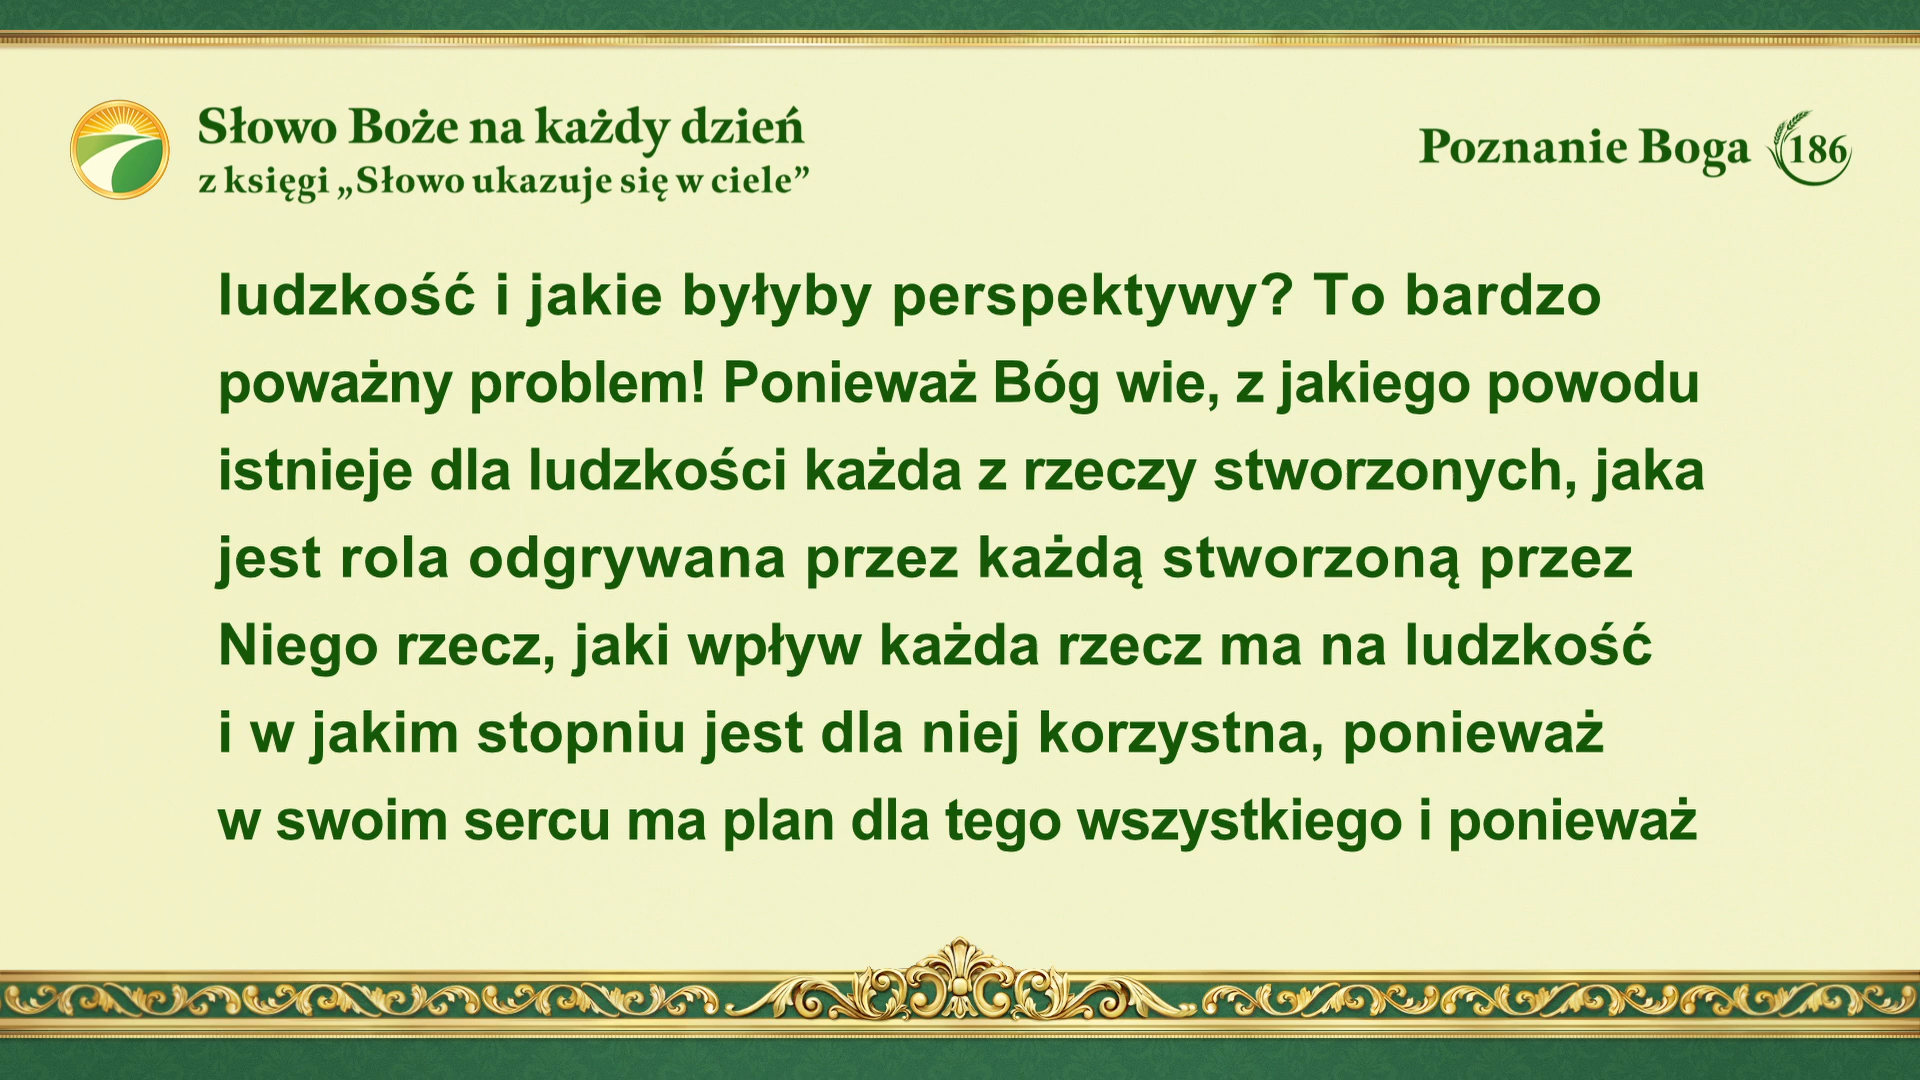 Słowo Boże na każdy dzień
z księgi „Słowo ukazuje się w ciele”
Poznanie Boga 186
ludzkość i jakie byłyby perspektywy? To bardzo
poważny problem! Ponieważ Bóg wie, z jakiego powodu
istnieje dla ludzkości każda z rzeczy stworzonych, jaka
jest rola odgrywana przez każdą stworzoną przez
Niego rzecz, jaki wpływ każda rzecz ma na ludzkość
i w jakim stopniu jest dla niej korzystna, ponieważ
w swoim sercu ma plan dla tego wszystkiego i ponieważ